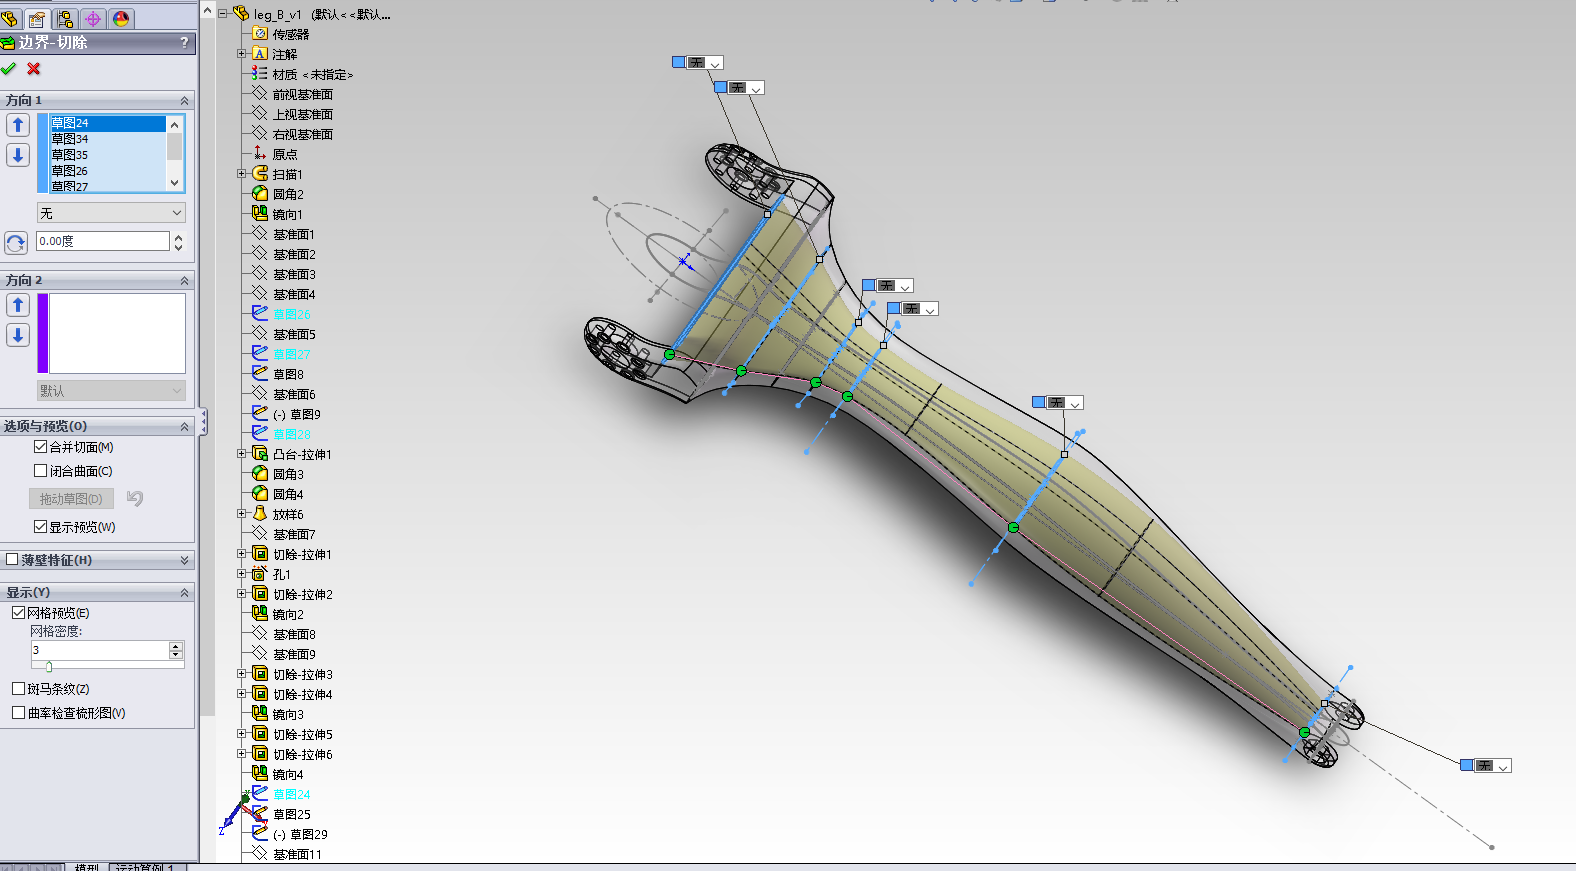 边界-切除
?
方向 1
草图24
草图34
草图35
草图26
草图27
无
0.00度
方向 2
默认
选项与预览(O)
合并切面(M)
闭合曲面(C)
拖动草图(D)
显示预览(W)
薄壁特征(H)
显示(Y)
网格预览(E)
网格密度:
3
斑马条纹(Z)
曲率检查梳形图(V)
leg_B_v1 (默认<<默认...
传感器
注解
材质 <未指定>
前视基准面
上视基准面
右视基准面
原点
扫描1
圆角2
镜向1
基准面1
基准面2
基准面3
基准面4
草图26
基准面5
草图27
草图8
基准面6
(-) 草图9
草图28
凸台-拉伸1
圆角3
圆角4
放样6
基准面7
切除-拉伸1
孔1
切除-拉伸2
镜向2
基准面8
基准面9
切除-拉伸3
切除-拉伸4
镜向3
切除-拉伸5
切除-拉伸6
镜向4
草图24
草图25
(-) 草图29
基准面11
无
无
无
无
无
无
Z
模型
运动算例 1